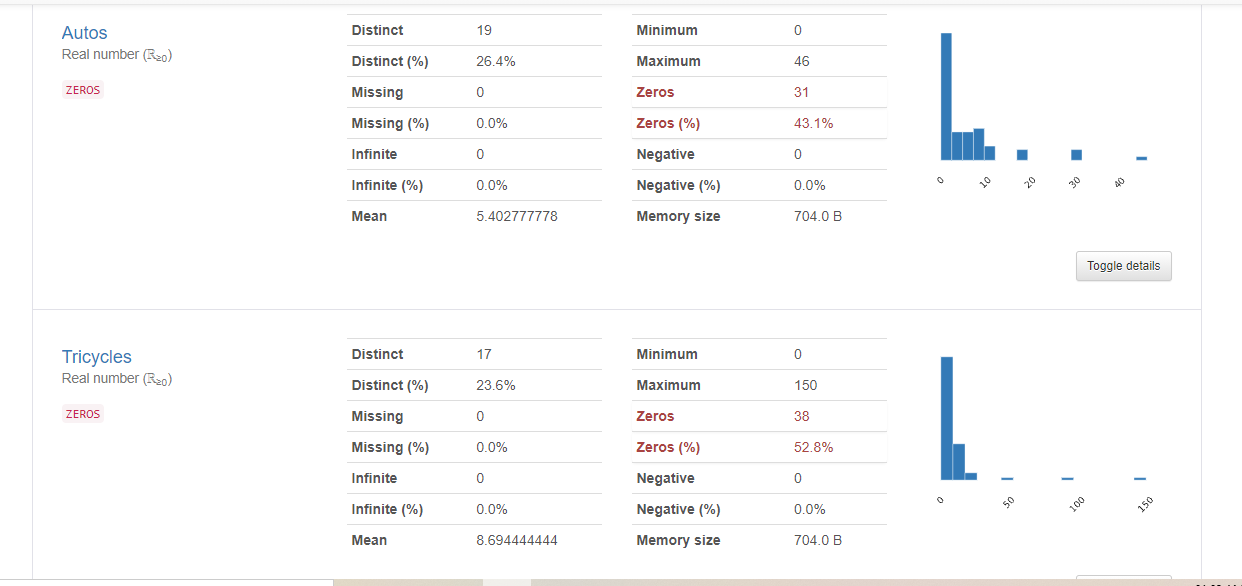 Autos
Real number (ℝ≥0)
ZEROS
Distinct 19
Distinct (%) 26.4%
Missing 0
Missing (%) 0.0%
Infinite 0
Infinite (%) 0.0%
Mean 5.402777778
Minimum 0
Maximum 46
Zeros 31
Zeros (%) 43.1%
Negative 0
Negative (%) 0.0%
Memory size 704.0 B
0 10 20 30 40
Toggle details
Tricycles
Real number (ℝ≥0)
ZEROS
Distinct 17
Distinct (%) 23.6%
Missing 0
Missing (%) 0.0%
Infinite 0
Infinite (%) 0.0%
Mean 8.694444444
Minimum 0
Maximum 150
Zeros 38
Zeros (%) 52.8%
Negative 0
Negative (%) 0.0%
Memory size 704.0 B
0 50 100 150